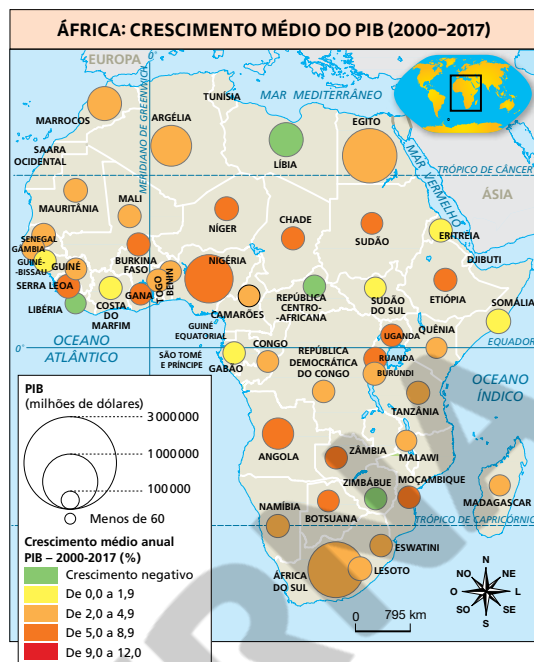 ÁFRICA: CRESCIMENTO MÉDIO DO PIB (2000–2017)
EUROPA
MERIDIANO DE GREENWICH
0°
MAR MEDITERRÂNEO
TUNÍSIA
MARROCOS
ARGÉLIA
LÍBIA
EGITO
SAARA
OCIDENTAL
MAR VERMELHO
TRÓPICO DE CÂNCER
ÁSIA
MAURITÂNIA
MALI
NÍGER
CHADE
SUDÃO
ERITREIA
DJIBUTI
SENEGAL
GÂMBIA
GUINÉ-
-BISSAU
GUINÉ
BURKINA
FASO
NIGÉRIA
SERRA LEOA
LIBÉRIA
COSTA
DO
MARFIM
GANA
TOGO
BENIN
CAMARÕES
REPÚBLICA
CENTRO-
-AFRICANA
SUDÃO
DO SUL
ETIÓPIA
SOMÁLIA
GUINÉ
EQUATORIAL
SÃO TOMÉ
E PRÍNCIPE
GABÃO
CONGO
REPÚBLICA
DEMOCRÁTICA
DO CONGO
UGANDA
RUANDA
BURUNDI
QUÊNIA
EQUADOR
0°
OCEANO
ATLÂNTICO
OCEANO
ÍNDICO
TANZÂNIA
ANGOLA
ZÂMBIA
MALAWI
ZIMBÁBUE
MOÇAMBIQUE
MADAGASCAR
NAMÍBIA
BOTSUANA
TRÓPICO DE CAPRICÓRNIO
ESWATINI
ÁFRICA
DO SUL
LESOTO
PIB
(milhões de dólares)
3 000 000
1 000 000
100 000
Menos de 60
Crescimento médio anual
PIB – 2000-2017 (%)
Crescimento negativo
De 0,0 a 1,9
De 2,0 a 4,9
De 5,0 a 8,9
De 9,0 a 12,0
N
NO
NE
O
L
SO
SE
S
0
795 km